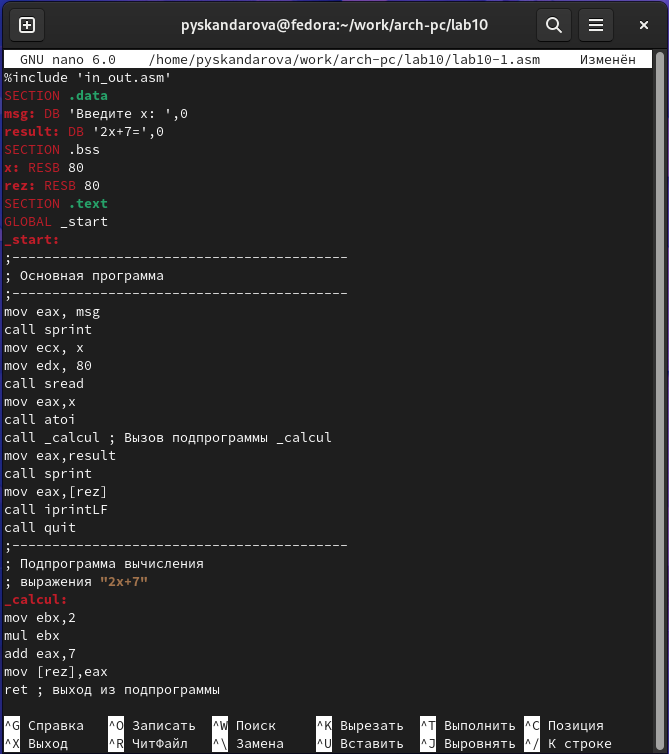 pyskandarova@fedora:~/work/arch-pc/lab10
GNU nano 6.0 /home/pyskandarova/work/arch-pc/lab10/lab10-1.asm Изменён
%include 'in_out.asm'
SECTION .data
msg: DB 'Введите x: ',0
result: DB '2x+7=',0
SECTION .bss
x: RESB 80
rez: RESB 80
SECTION .text
GLOBAL _start
_start:
;------------------------------------------
; Основная программа
;------------------------------------------
mov eax, msg
call sprint
mov ecx, x
mov edx, 80
call sread
mov eax,x
call atoi
call _calcul ; Вызов подпрограммы _calcul
mov eax,result
call sprint
mov eax,[rez]
call iprintLF
call quit
;------------------------------------------
; Подпрограмма вычисления
; выражения "2x+7"
_calcul:
mov ebx,2
mul ebx
add eax,7
mov [rez],eax
ret ; выход из подпрограммы
^G Справка ^O Записать ^W Поиск ^K Вырезать ^T Выполнить ^C Позиция
^X Выход ^R ЧитФайл ^\ Замена ^U Вставить ^J Выровнять ^/ К строке